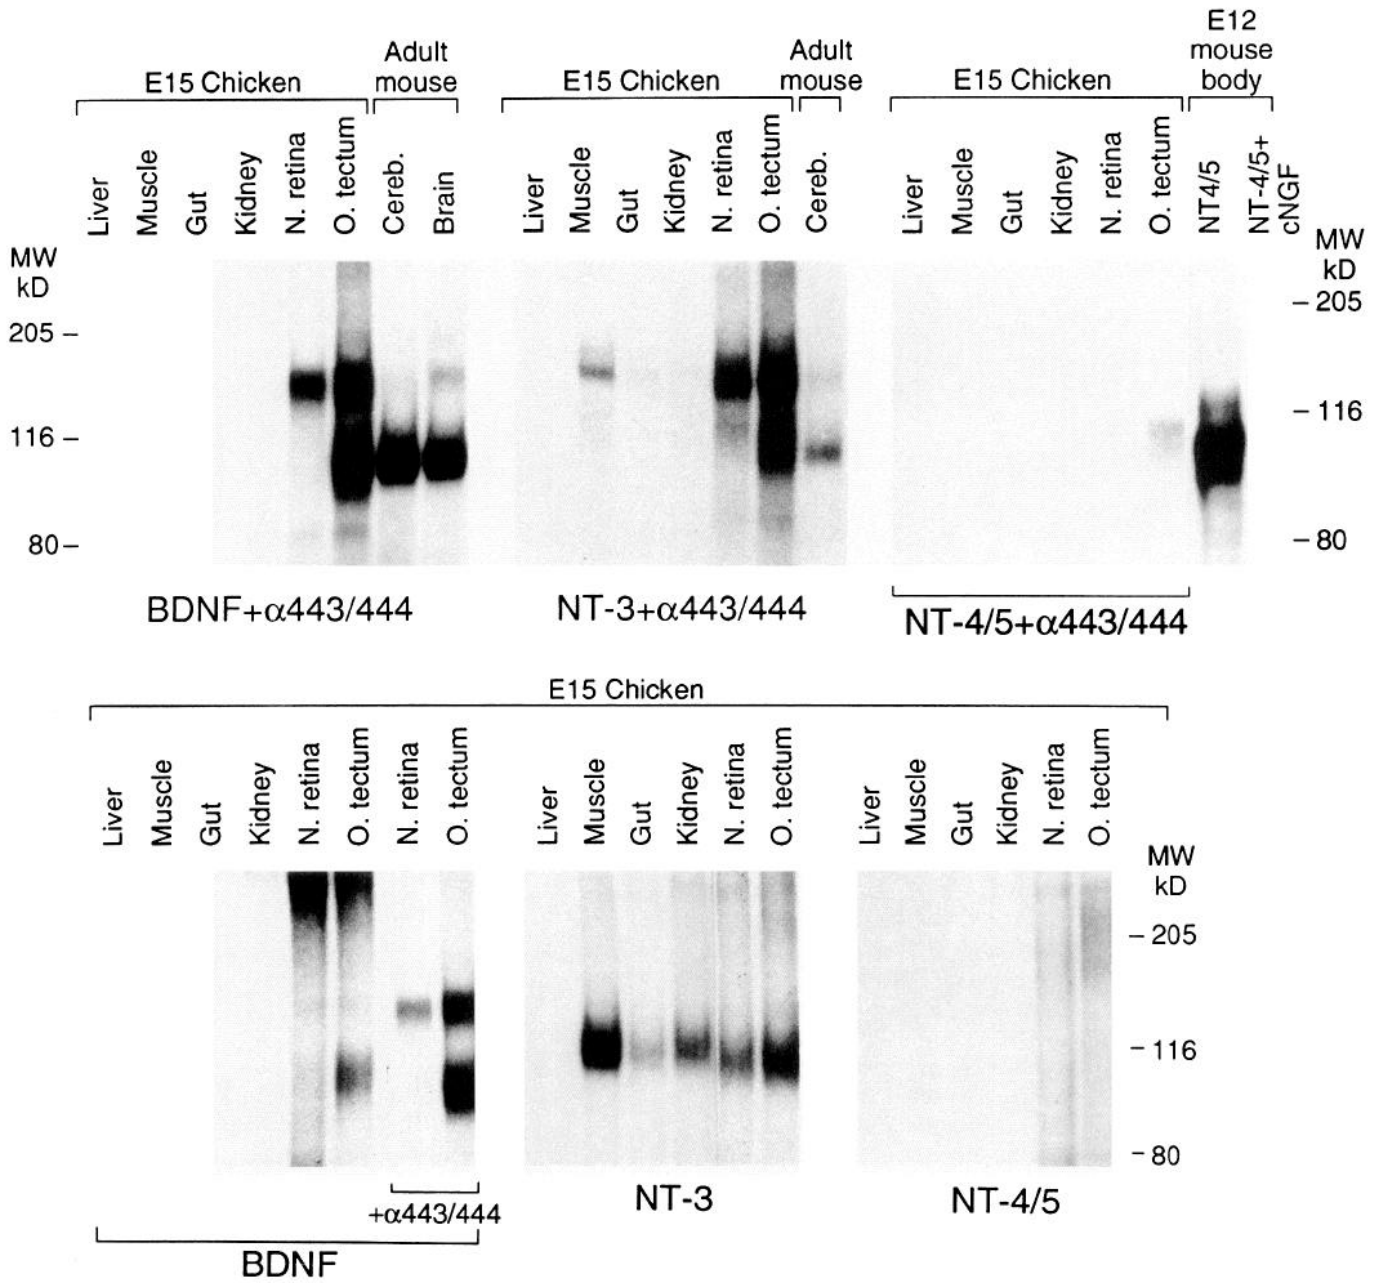 E12
Adult Adult mouse
E15 Chicken mouse E15 Chicken mouse E15 Chicken body
Liver Muscle Gut Kidney N. retina O. tectum Cereb. Brain Liver Muscle Gut Kidney N. retina O. tectum Cereb. Liver Muscle Gut Kidney N. retina O. tectum NT4/5 NT-4/5+ cNGF
MW MW
kD kD
205 – – 205
116 – – 116
80 – – 80
BDNF+α443/444 NT-3+α443/444 NT-4/5+α443/444
E15 Chicken
Liver Muscle Gut Kidney N. retina O. tectum N. retina O. tectum Liver Muscle Gut Kidney N. retina O. tectum Liver Muscle Gut Kidney N. retina O. tectum
MW
kD
– 205
– 116
– 80
+α443/444 NT-3 NT-4/5
BDNF